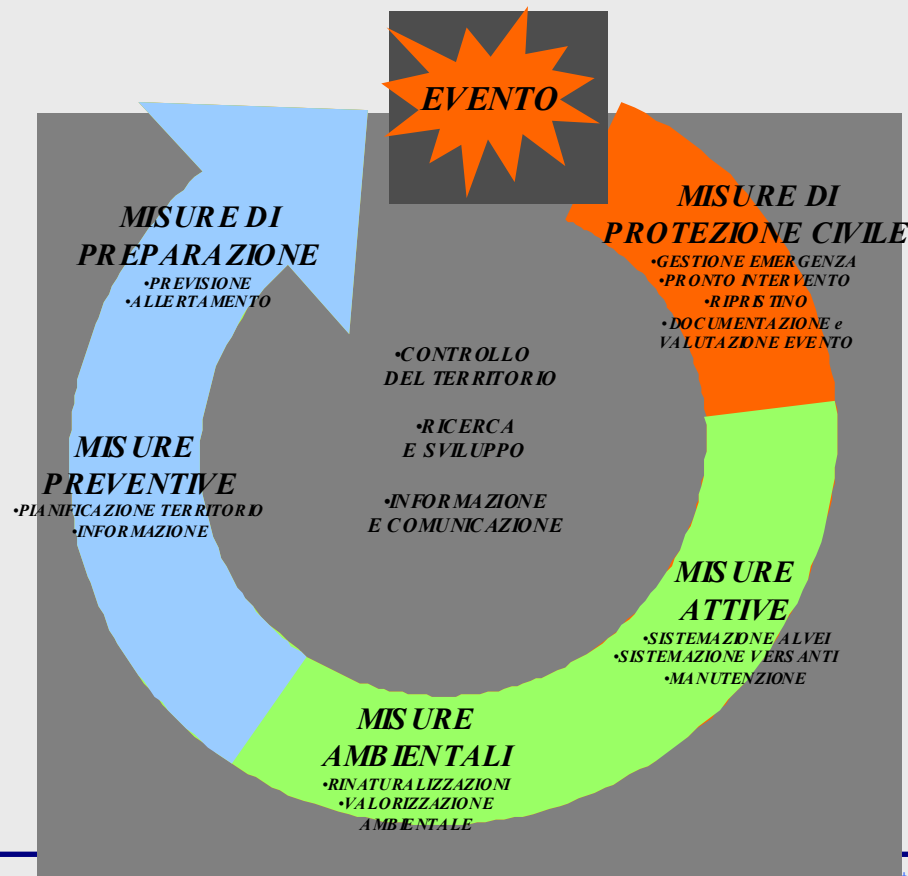 EVENTO
MISURE DI
PROTEZIONE CIVILE
•GESTIONE EMERGENZA
•PRONTO INTERVENTO
•RIPRISTINO
•DOCUMENTAZIONE e
VALUTAZIONE EVENTO
MISURE
ATTIVE
•SISTEMAZIONE ALVEI
•SISTEMAZIONE VERSANTI
•MANUTENZIONE
MISURE
AMBIENTALI
•RINATURALIZZAZIONI
•VALORIZZAZIONE
AMBIENTALE
MISURE
PREVENTIVE
•PIANIFICAZIONE TERRITORIO
•INFORMAZIONE
MISURE DI
PREPARAZIONE
•PREVISIONE
•ALLERTAMENTO
•CONTROLLO
DEL TERRITORIO
•RICERCA
E SVILUPPO
•INFORMAZIONE
E COMUNICAZIONE